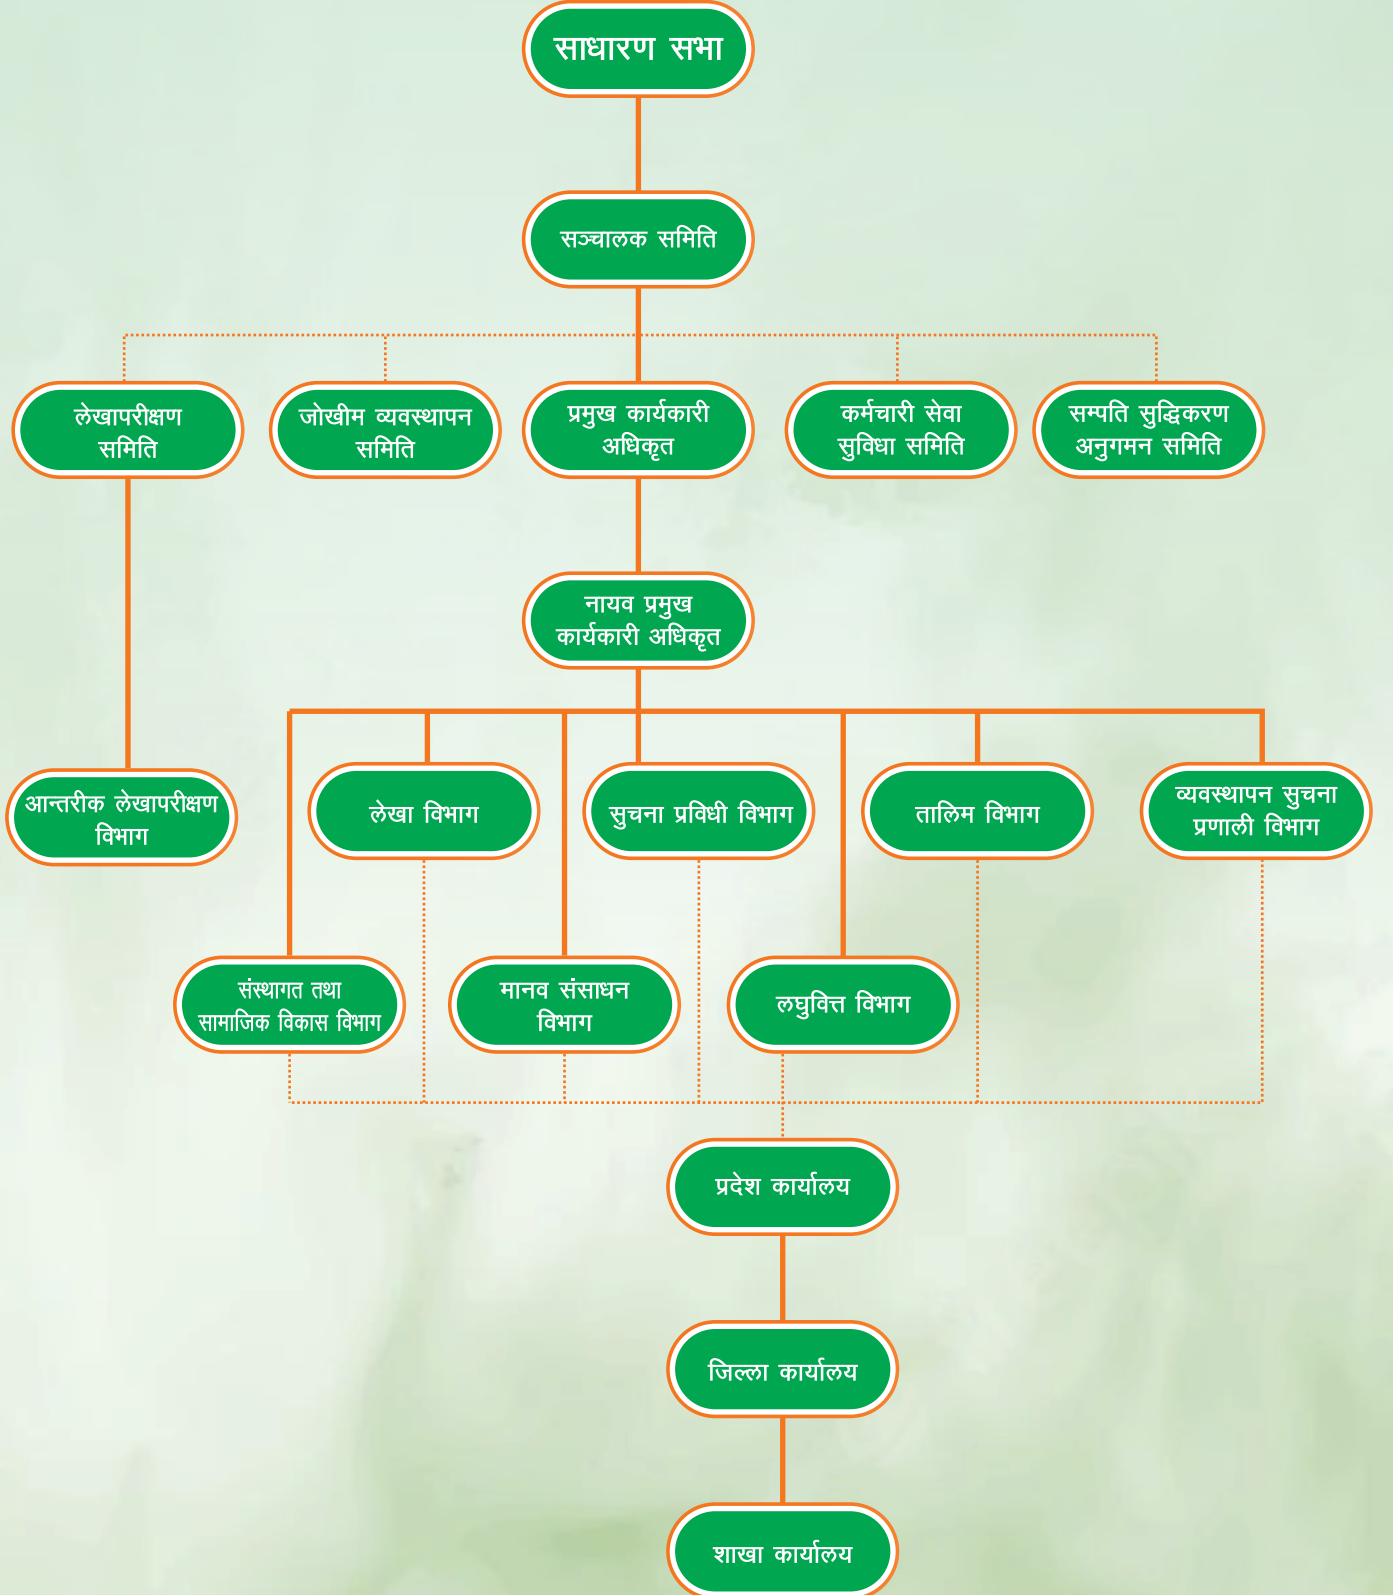 साधारण सभा
सञ्चालक समिति
लेखापरीक्षण
समिति
जोखीम व्यवस्थापन
समिति
प्रमुख कार्यकारी
अधिकृत
कर्मचारी सेवा
सुविधा समिति
सम्पति सुद्धिकरण
अनुगमन समिति
नायव प्रमुख
कार्यकारी अधिकृत
आन्तरीक लेखापरीक्षण
विभाग
लेखा विभाग
सुचना प्रविधी विभाग
तालिम विभाग
व्यवस्थापन सुचना
प्रणाली विभाग
संस्थागत तथा
सामाजिक विकास विभाग
मानव संसाधन
विभाग
लघुवित्त विभाग
प्रदेश कार्यालय
जिल्ला कार्यालय
शाखा कार्यालय